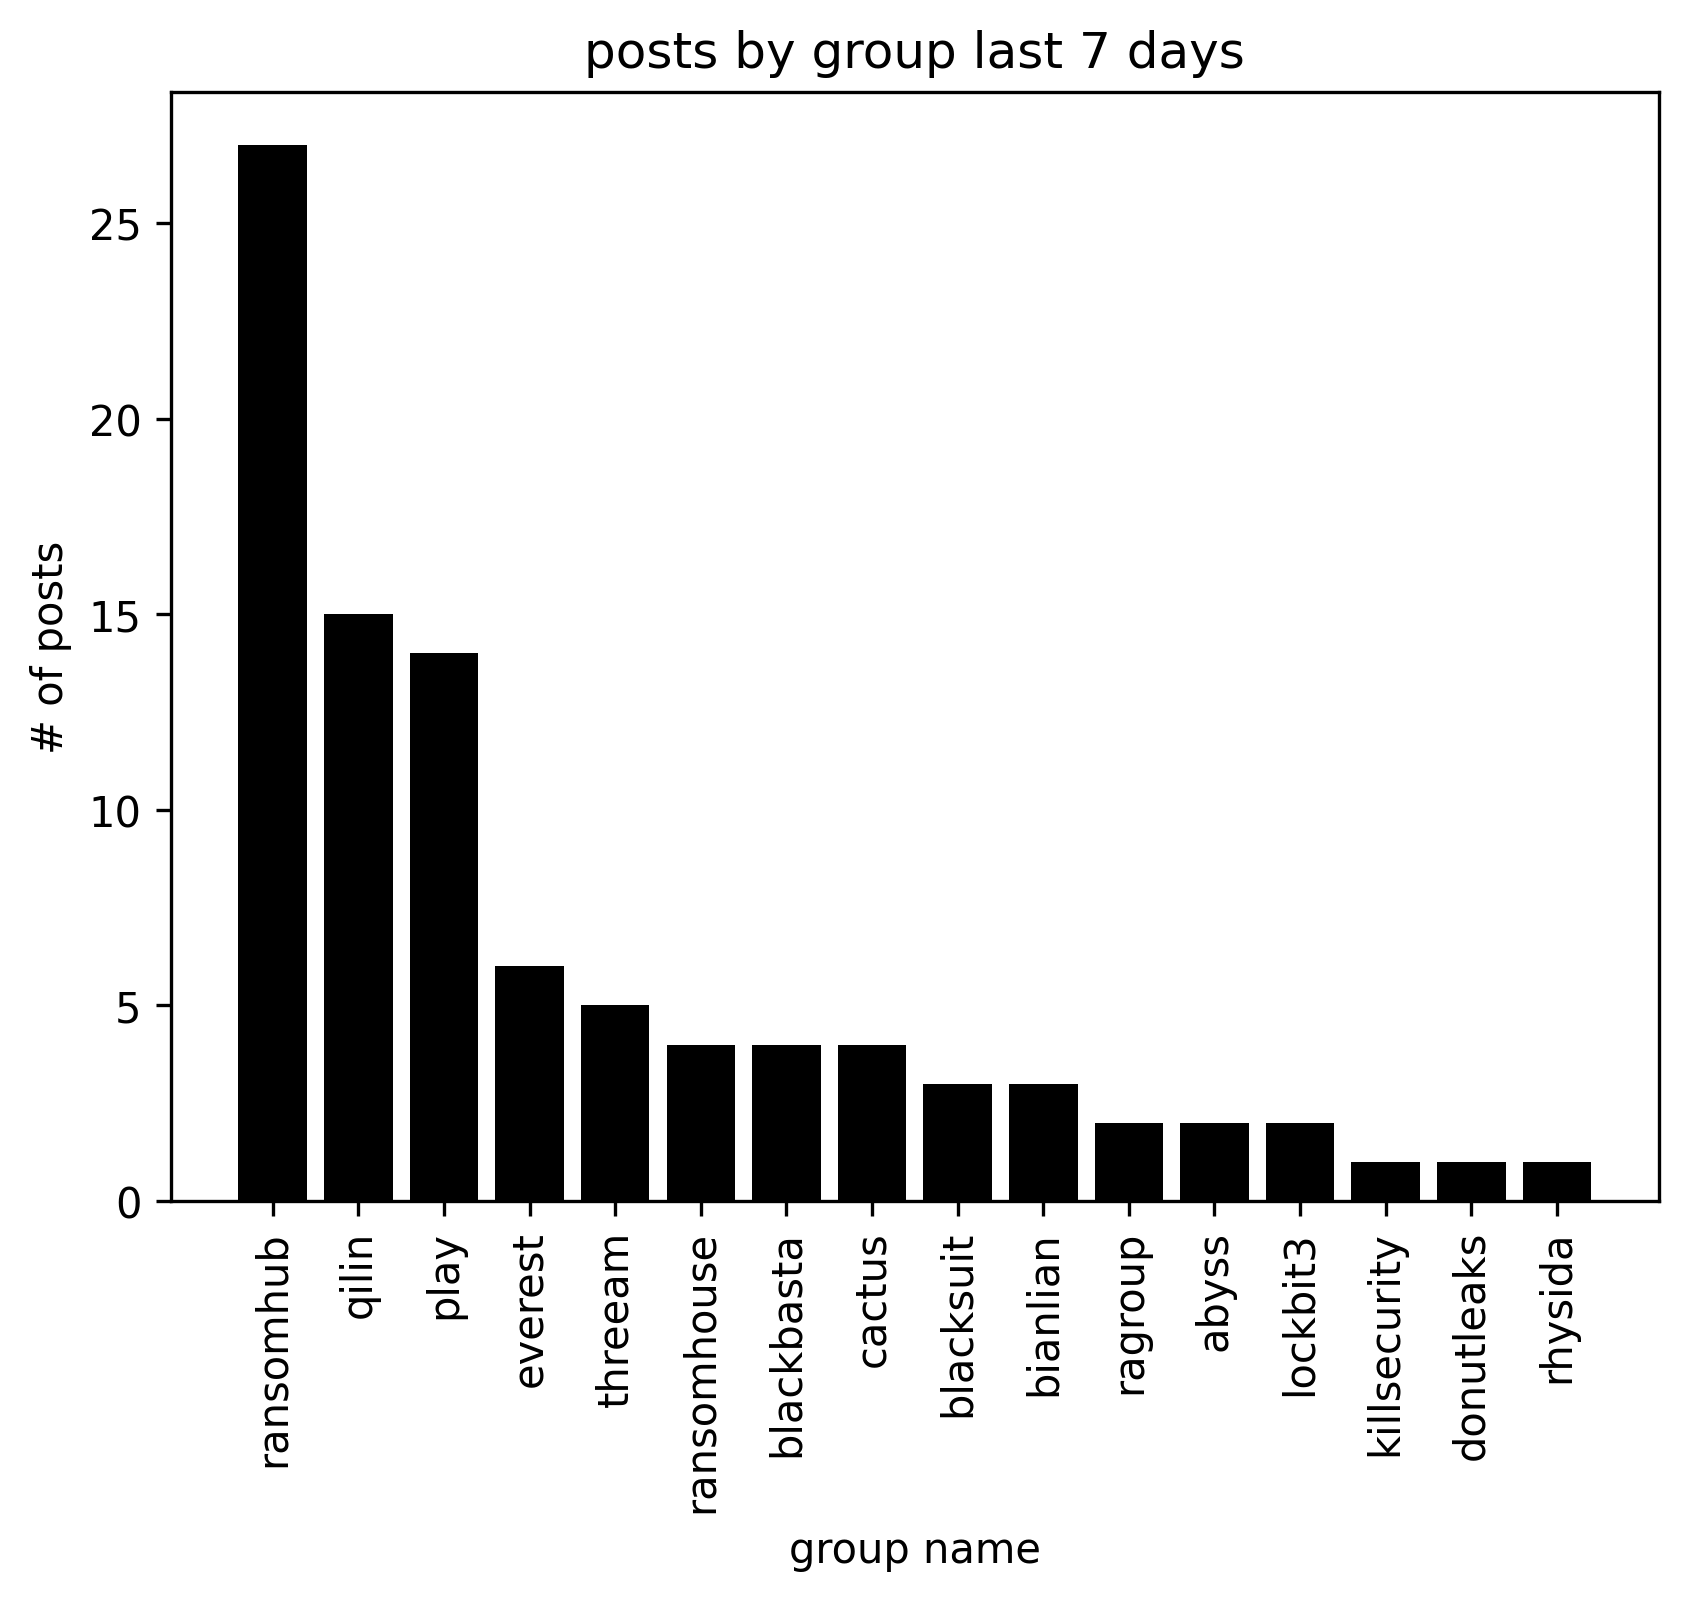 posts by group last 7 days
# of posts
25
20
15
10
5
0
ransomhub
qilin
play
everest
threeam
ransomhouse
blackbasta
cactus
blacksuit
bianlian
ragroup
abyss
lockbit3
killsecurity
donutleaks
rhysida
group name